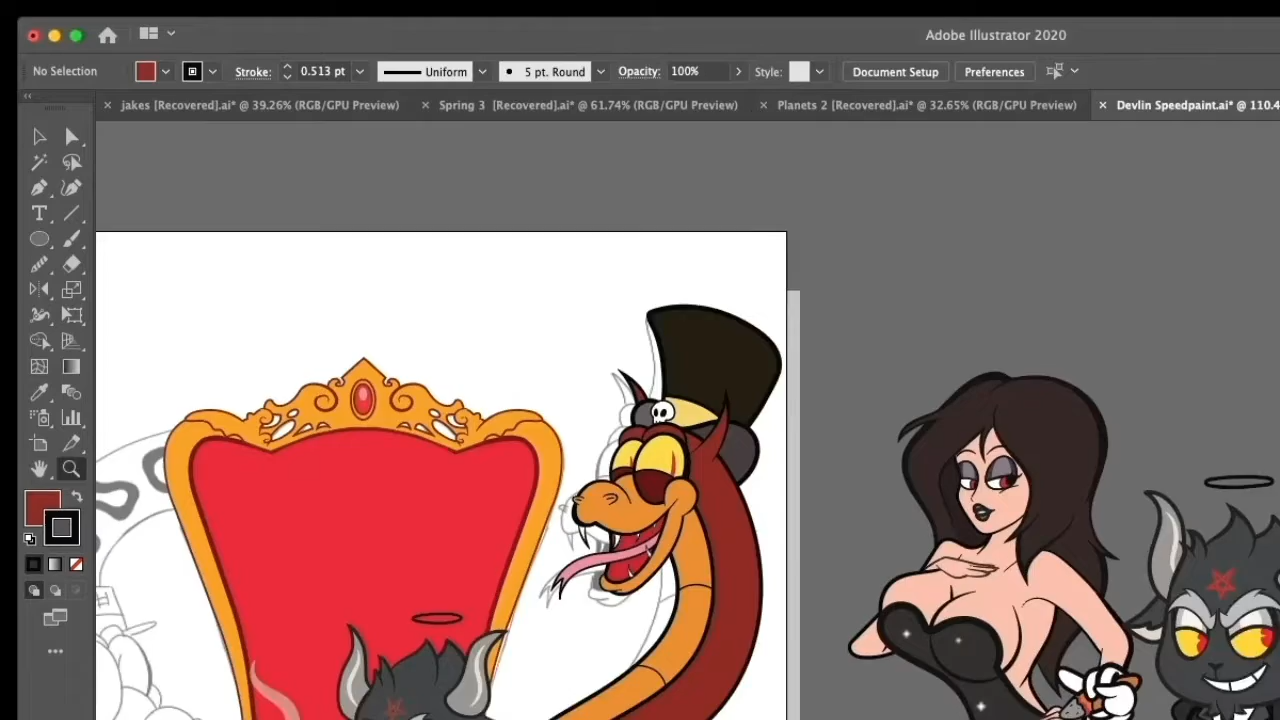 Adobe Illustrator 2020
No Selection Stroke: 0.513 pt Uniform 5 pt. Round Opacity: 100% Style: Document Setup Preferences
jakes [Recovered].ai* @ 39.26% (RGB/GPU Preview) Spring 3 [Recovered].ai* @ 61.74% (RGB/GPU Preview) Planets 2 [Recovered].ai* @ 32.65% (RGB/GPU Preview) Devlin Speedpaint.ai* @ 110.4